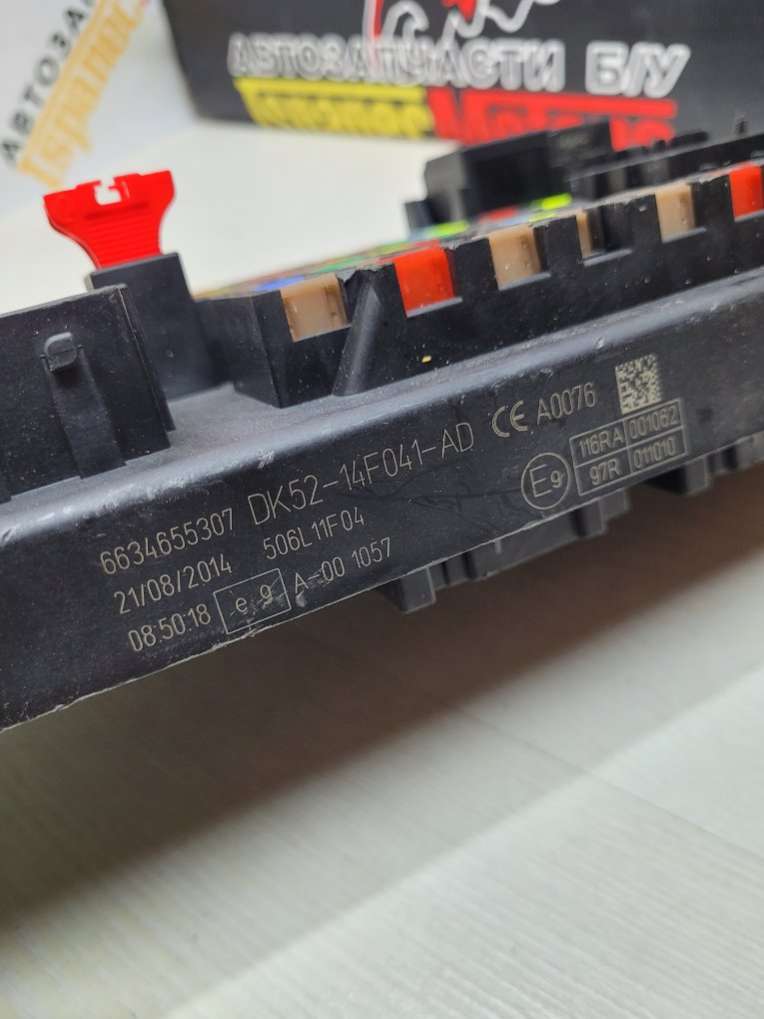 АВТОЗАПЧАСТИ Б/У
АВТОЗАП
6634655307 DK52-14F041-AD CE A0076
21/08/2014 506L11F04
08:50:18 e 9 A-00 1057
E9
116RA 001062
97R 011010